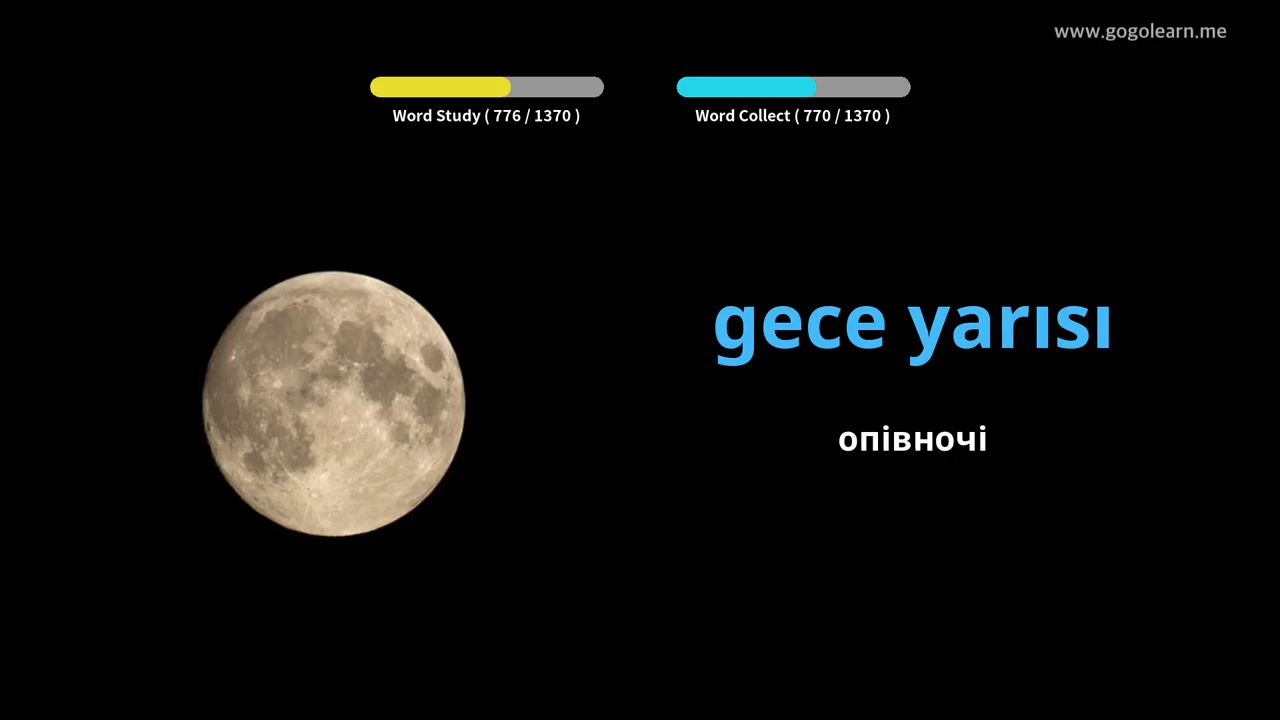 www.gogolearn.me
Word Study ( 776 / 1370 )
Word Collect ( 770 / 1370 )
gece yarısı
опівночі